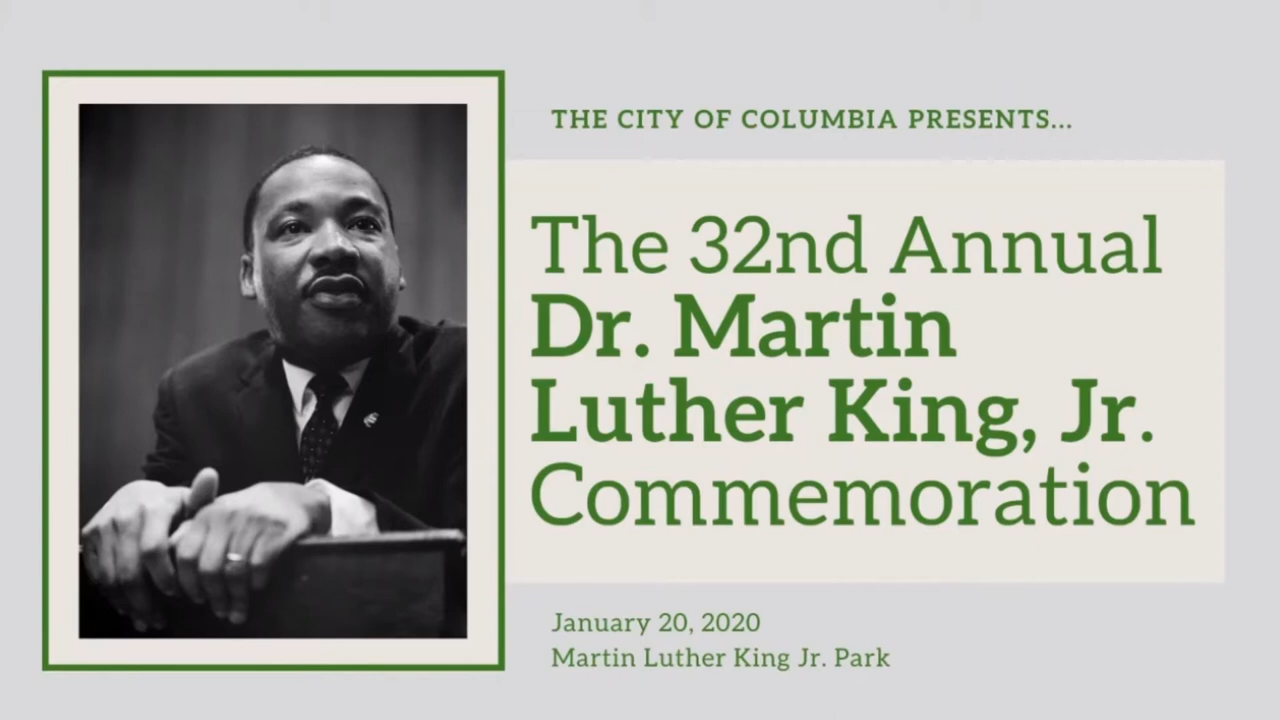 THE CITY OF COLUMBIA PRESENTS...
The 32nd Annual
Dr. Martin
Luther King, Jr.
Commemoration
January 20, 2020
Martin Luther King Jr. Park